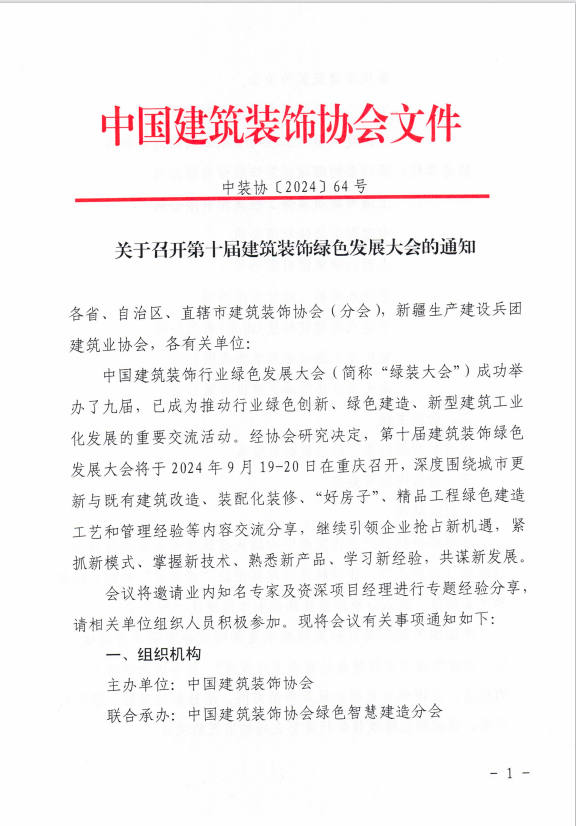 中国建筑装饰协会文件
中装协〔2024〕64号
关于召开第十届建筑装饰绿色发展大会的通知
各省、自治区、直辖市建筑装饰协会（分会），新疆生产建设兵团
建筑业协会，各有关单位：
中国建筑装饰行业绿色发展大会（简称“绿装大会”）成功举
办了九届，已成为推动行业绿色创新、绿色建造、新型建筑工业
化发展的重要交流活动。经协会研究决定，第十届建筑装饰绿色
发展大会将于2024年9月19-20日在重庆召开，深度围绕城市更
新与既有建筑改造、装配化装修、“好房子”、精品工程绿色建造
工艺和管理经验等内容交流分享，继续引领企业抢占新机遇，紧
抓新模式、掌握新技术、熟悉新产品、学习新经验，共谋新发展。
会议将邀请业内知名专家及资深项目经理进行专题经验分享，
请相关单位组织人员积极参加。现将会议有关事项通知如下：
一、组织机构
主办单位：中国建筑装饰协会
联合承办：中国建筑装饰协会绿色智慧建造分会
- 1 -